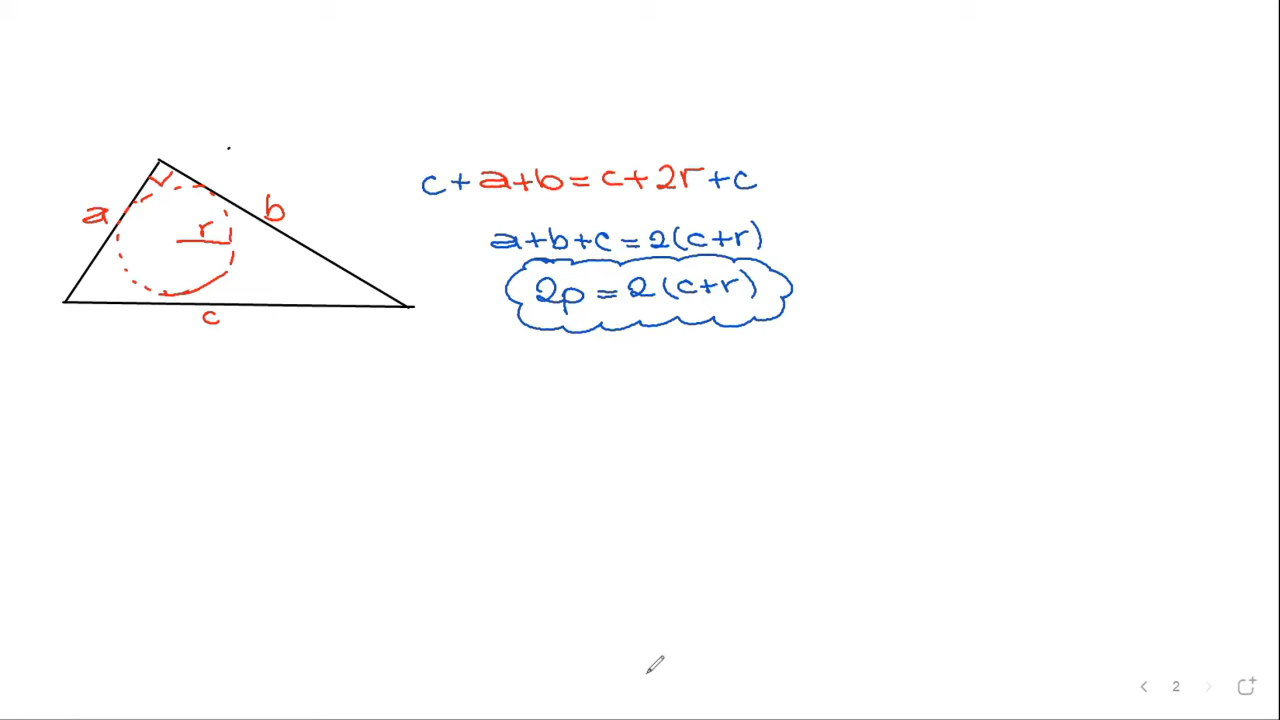 c+a+b=c+2r+c
a
b
r
a+b+c=2(c+r)
2p=2(c+r)
c
2